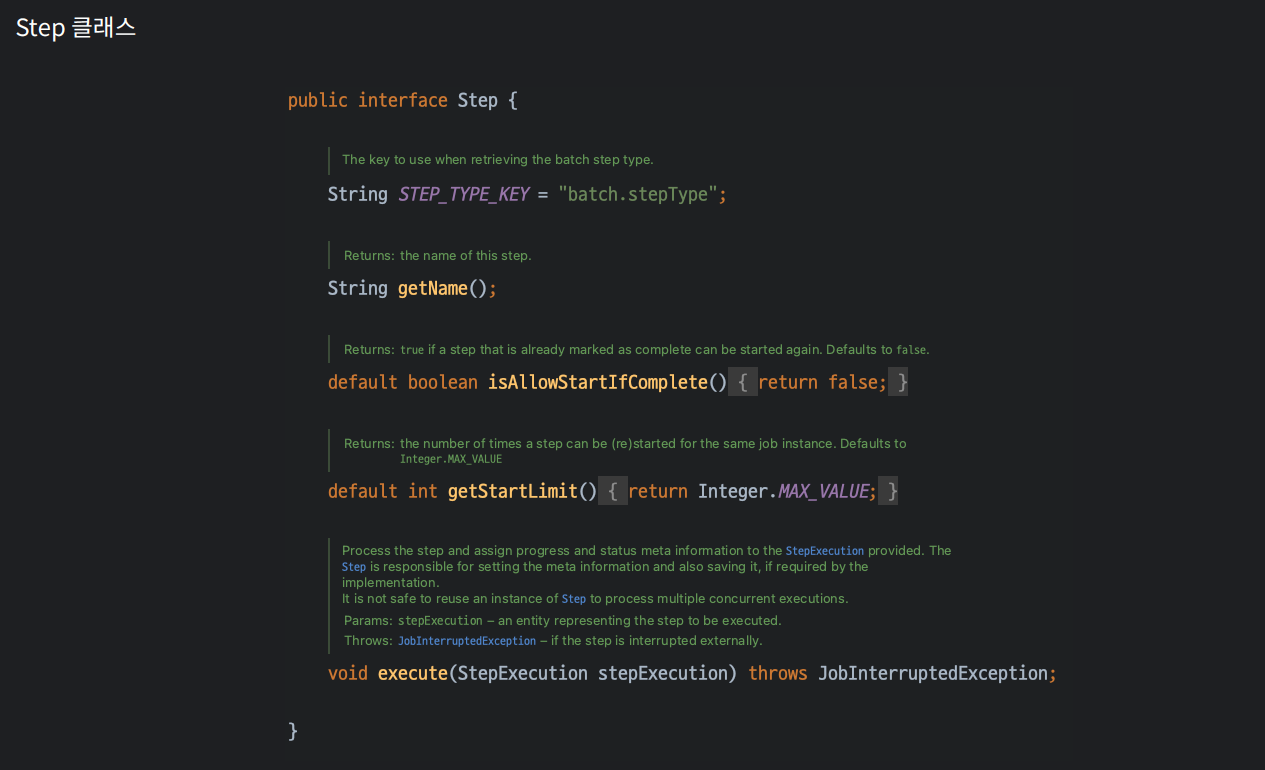 Step 클래스
public interface Step {
The key to use when retrieving the batch step type.
String STEP_TYPE_KEY = "batch.stepType";
Returns: the name of this step.
String getName();
Returns: true if a step that is already marked as complete can be started again. Defaults to false.
default boolean isAllowStartIfComplete() { return false; }
Returns: the number of times a step can be (re)started for the same job instance. Defaults to
Integer.MAX_VALUE
default int getStartLimit() { return Integer.MAX_VALUE; }
Process the step and assign progress and status meta information to the StepExecution provided. The
Step is responsible for setting the meta information and also saving it, if required by the
implementation.
It is not safe to reuse an instance of Step to process multiple concurrent executions.
Params: stepExecution – an entity representing the step to be executed.
Throws: JobInterruptedException – if the step is interrupted externally.
void execute(StepExecution stepExecution) throws JobInterruptedException;
}